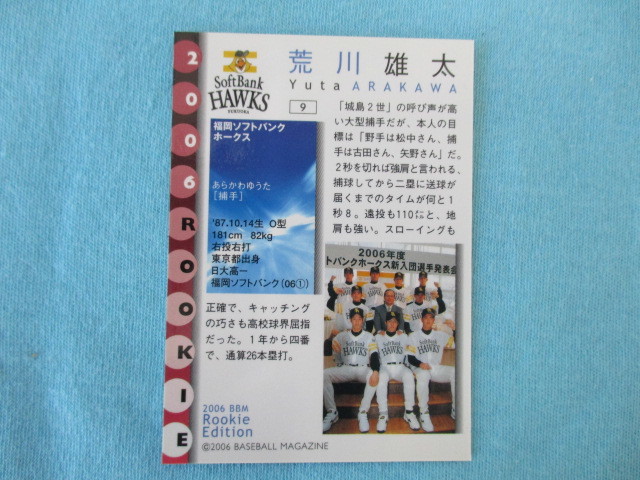 2006 ROOKIE
SoftBank
HAWKS
FUKUOKA
荒川雄太
Yuta ARAKAWA
9
福岡ソフトバンク
ホークス
あらかわゆうた
［捕手］
'87.10.14生 O型
181cm 82kg
右投右打
東京都出身
日大高一
福岡ソフトバンク(06①)
「城島２世」の呼び声が高
い大型捕手だが、本人の目
標は「野手は松中さん、捕
手は古田さん、矢野さん」だ。
２秒を切れば強肩と言われる、
捕球してから二塁に送球が
届くまでのタイムが何と１
秒８。遠投も110㍍と、地
肩も強い。スローイングも
正確で、キャッチング
の巧さも高校球界屈指
だった。１年から四番
で、通算26本塁打。
2006年度
トバンクホークス新入団選手発表会
2006 BBM
Rookie
Edition
©2006 BASEBALL MAGAZINE